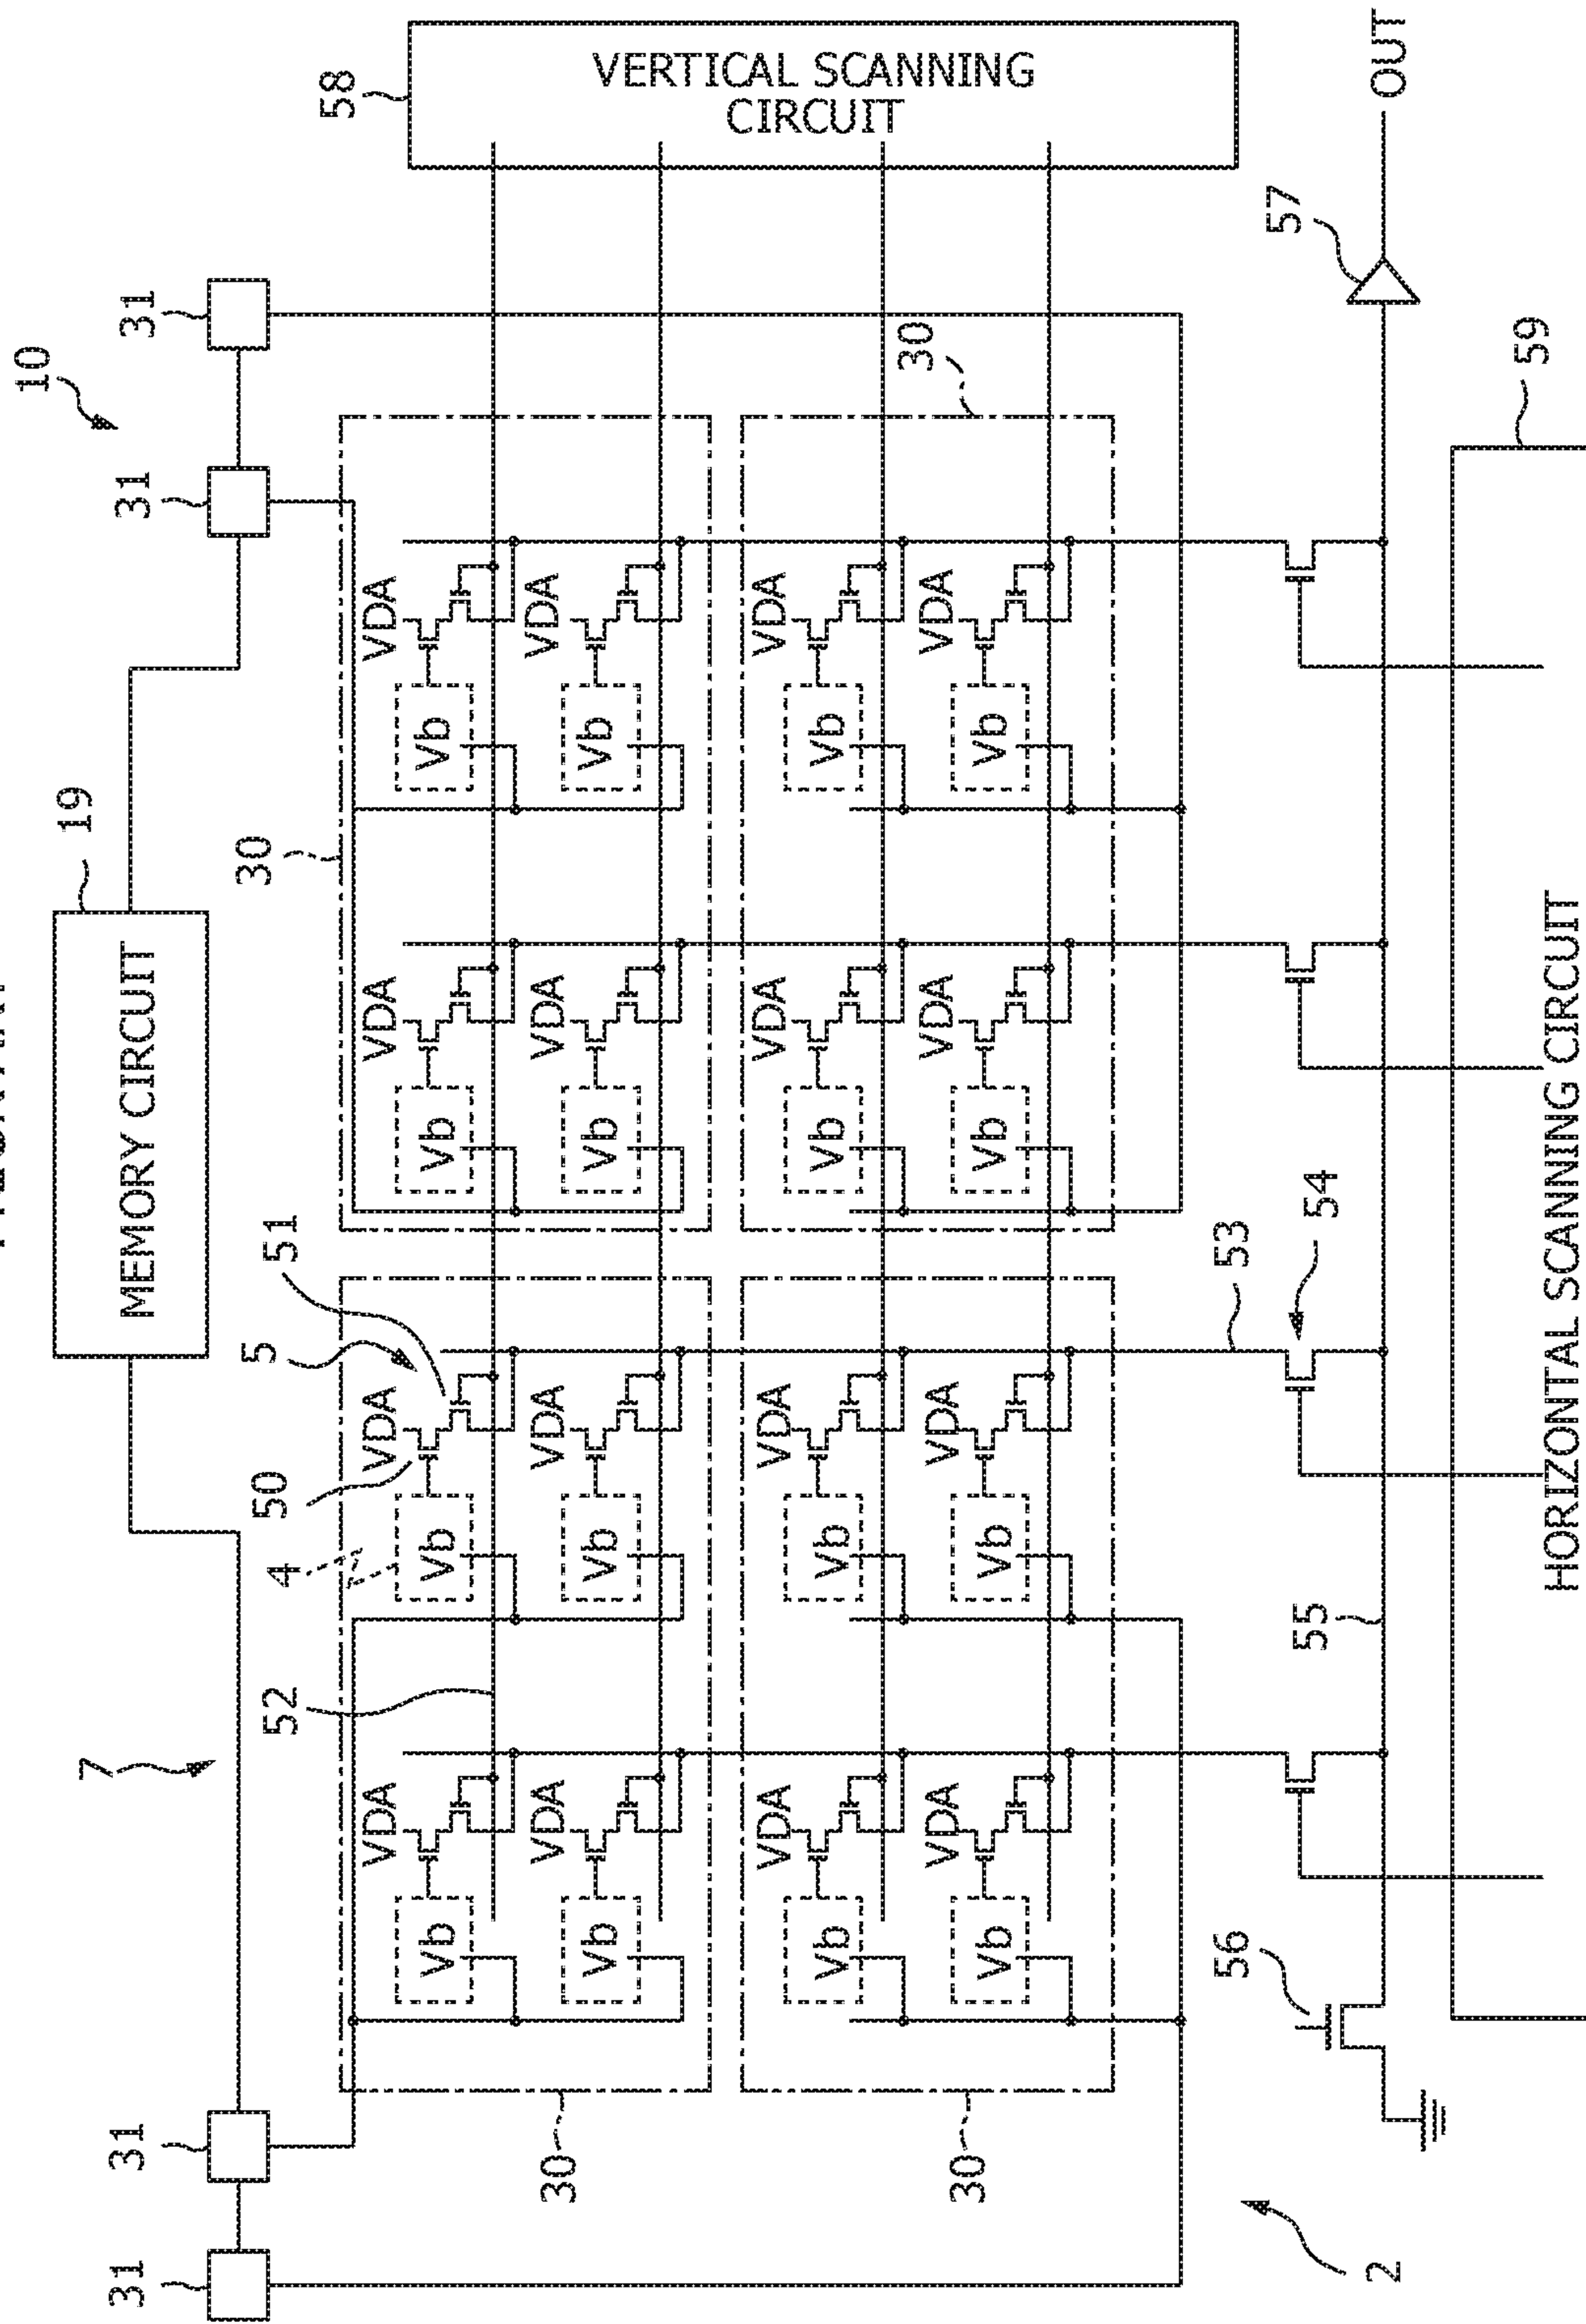 MEMORY CIRCUIT
19
10
7
31
31
31
31
58
VERTICAL SCANNING
CIRCUIT
30
5
51
50
4
52
VDA
VDA
VDA
VDA
Vb
Vb
Vb
Vb
VDA
VDA
VDA
VDA
Vb
Vb
Vb
Vb
30
30
VDA
VDA
VDA
VDA
Vb
Vb
Vb
Vb
VDA
VDA
VDA
VDA
Vb
Vb
Vb
Vb
30
53
54
55
56
57
OUT
2
59
HORIZONTAL SCANNING CIRCUIT